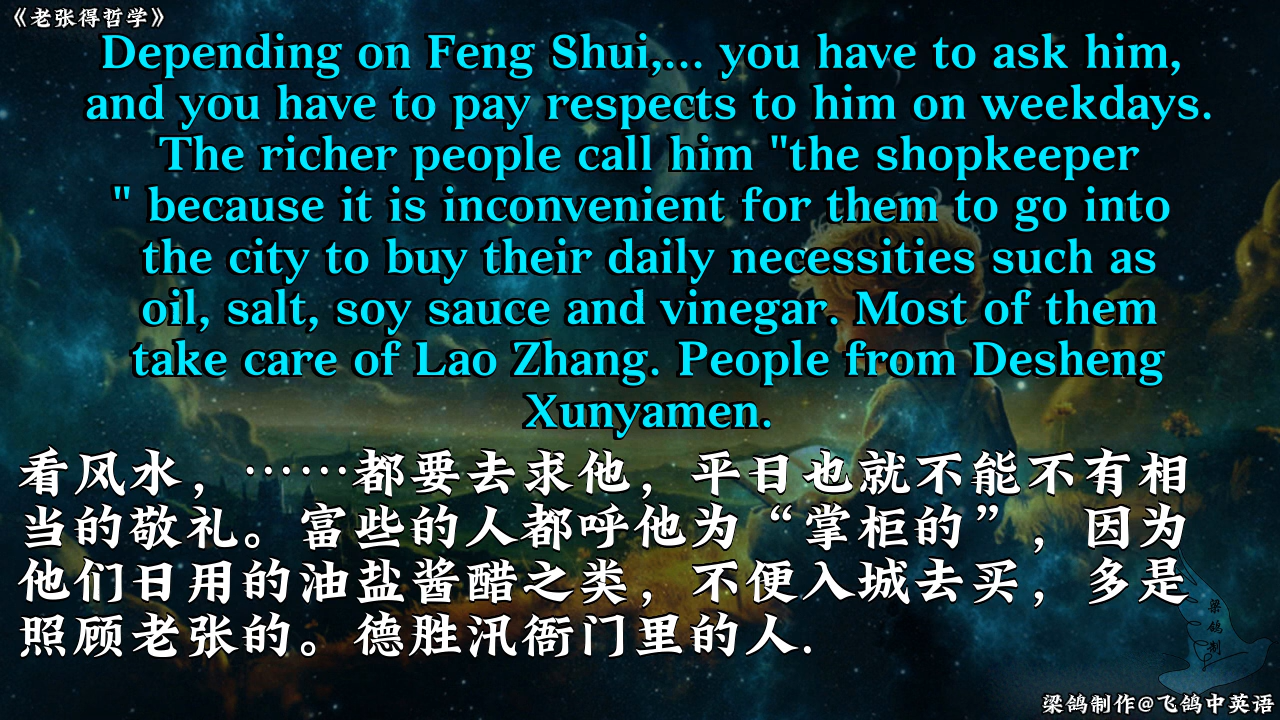 《老张得哲学》
Depending on Feng Shui,... you have to ask him,
and you have to pay respects to him on weekdays.
The richer people call him "the shopkeeper
" because it is inconvenient for them to go into
the city to buy their daily necessities such as
oil, salt, soy sauce and vinegar. Most of them
take care of Lao Zhang. People from Desheng
Xunyamen.
看风水，……都要去求他，平日也就不能不有相
当的敬礼。富些的人都呼他为“掌柜的”，因为
他们日用的油盐酱醋之类，不便入城去买，多是
照顾老张的。德胜汛衙门里的人.
梁鸽制
梁鸽制作@飞鸽中英语